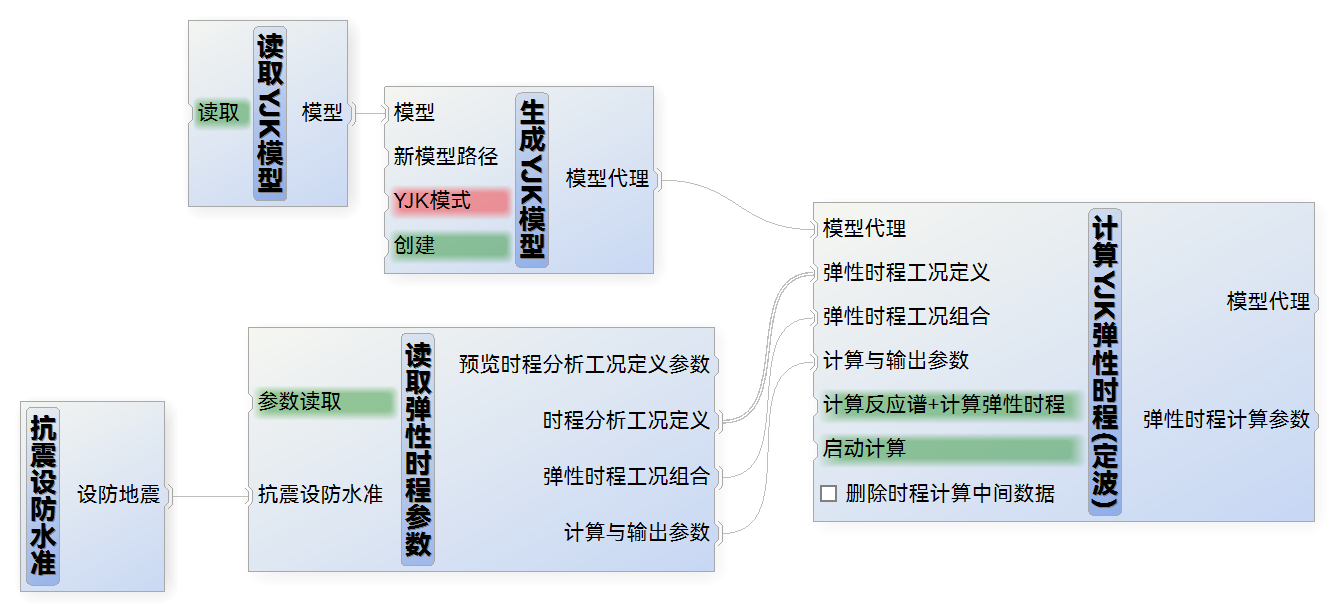 读取
读取YJK模型
模型
模型
新模型路径
YJK模式
创建
生成YJK模型
模型代理
抗震设防水准
设防地震
参数读取
抗震设防水准
读取弹性时程参数
预览时程分析工况定义参数
时程分析工况定义
弹性时程工况组合
计算与输出参数
模型代理
弹性时程工况定义
弹性时程工况组合
计算与输出参数
计算反应谱+计算弹性时程
启动计算
删除时程计算中间数据
计算YJK弹性时程(定波)
模型代理
弹性时程计算参数